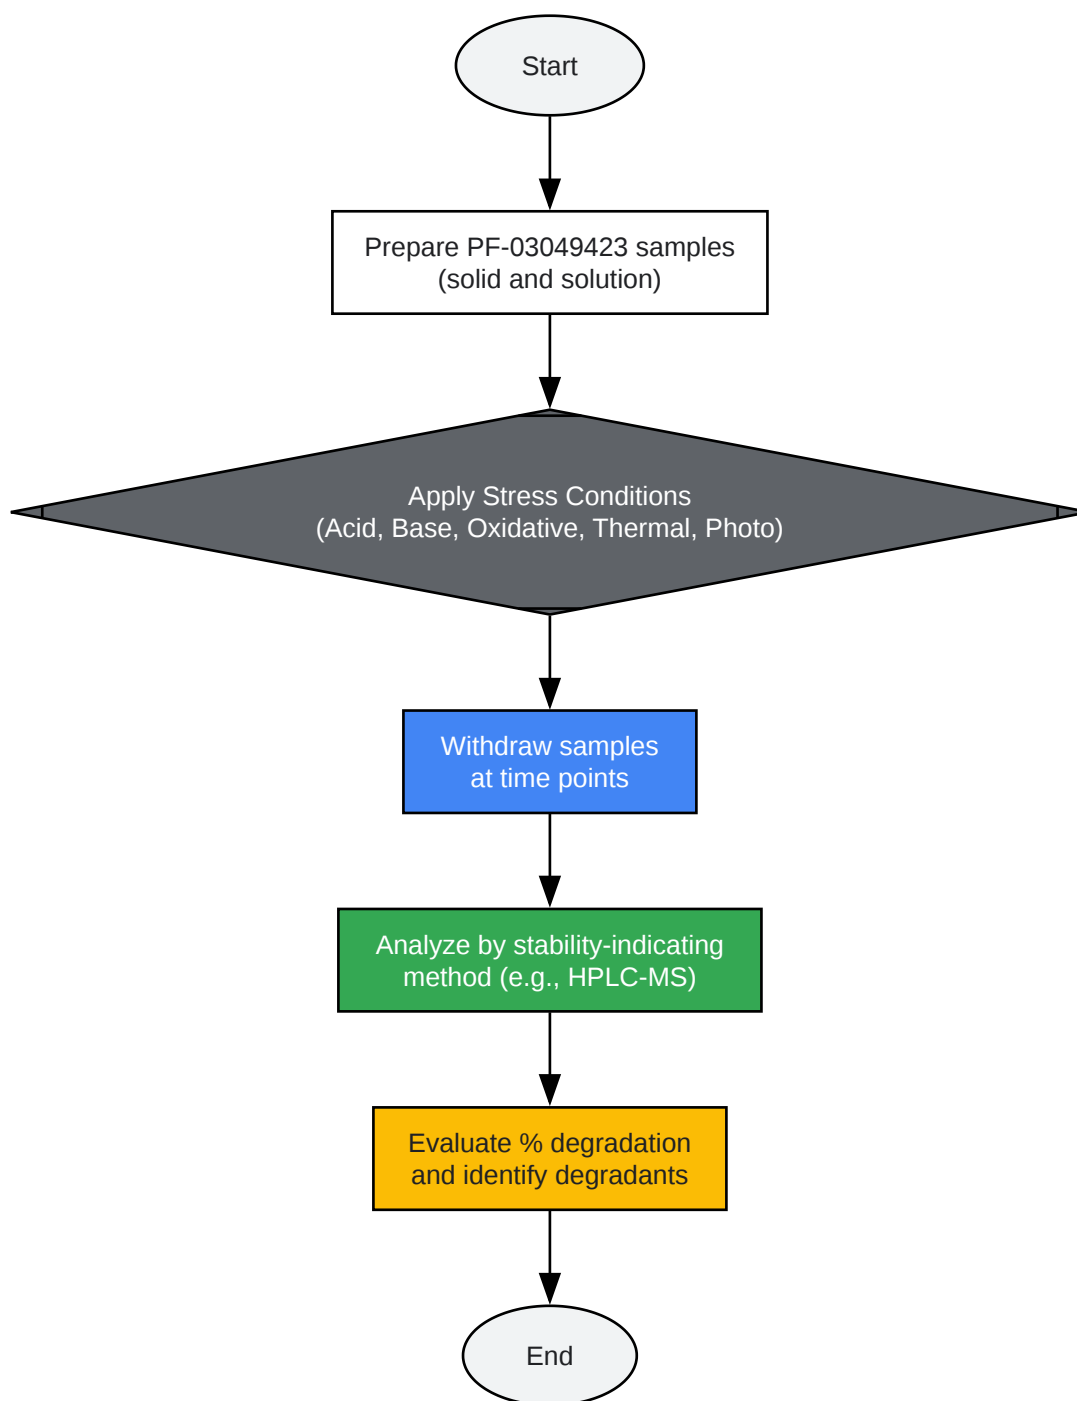 Start
Prepare PF-03049423 samples
(solid and solution)
Apply Stress Conditions
(Acid, Base, Oxidative, Thermal, Photo)
Withdraw samples
at time points
Analyze by stability-indicating
method (e.g., HPLC-MS)
Evaluate % degradation
and identify degradants
End